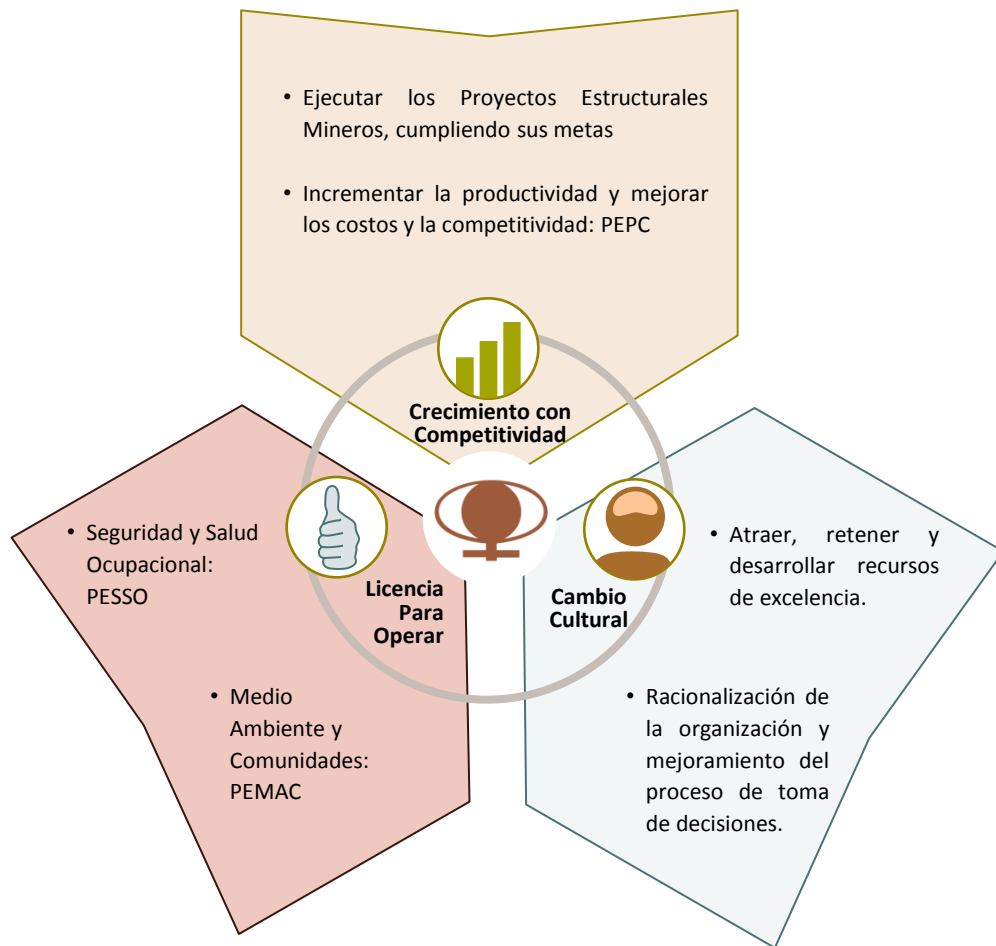 • Ejecutar los Proyectos Estructurales
Mineros, cumpliendo sus metas
• Incrementar la productividad y mejorar
los costos y la competitividad: PEPC
Crecimiento con
Competitividad
• Seguridad y Salud
Ocupacional:
PESSO
• Medio
Ambiente y
Comunidades:
PEMAC
Licencia
Para
Operar
Cambio
Cultural
• Atraer, retener y
desarrollar recursos
de excelencia.
• Racionalización de
la organización y
mejoramiento del
proceso de toma
de decisiones.